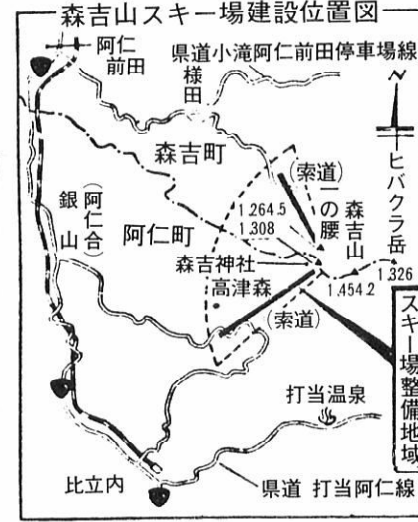 森吉山スキー場建設位置図
阿仁
前田
県道小滝阿仁前田停車場線
様田
N
森吉町
(索道)
一の腰
森吉山
ヒバクラ岳
(阿仁合)
銀山
阿仁町
1.264.5
1.308
森吉神社
高津森
1.326
1.454.2
(索道)
スキー場整備地域
打当温泉
比立内
県道 打当阿仁線